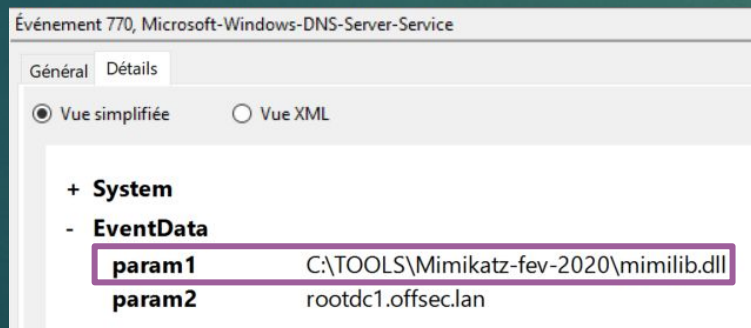 Événement 770, Microsoft-Windows-DNS-Server-Service
Général Détails
Vue simplifiée Vue XML
+ System
- EventData
param1 C:\TOOLS\Mimikatz-fev-2020\mimilib.dll
param2 rootdc1.offsec.lan